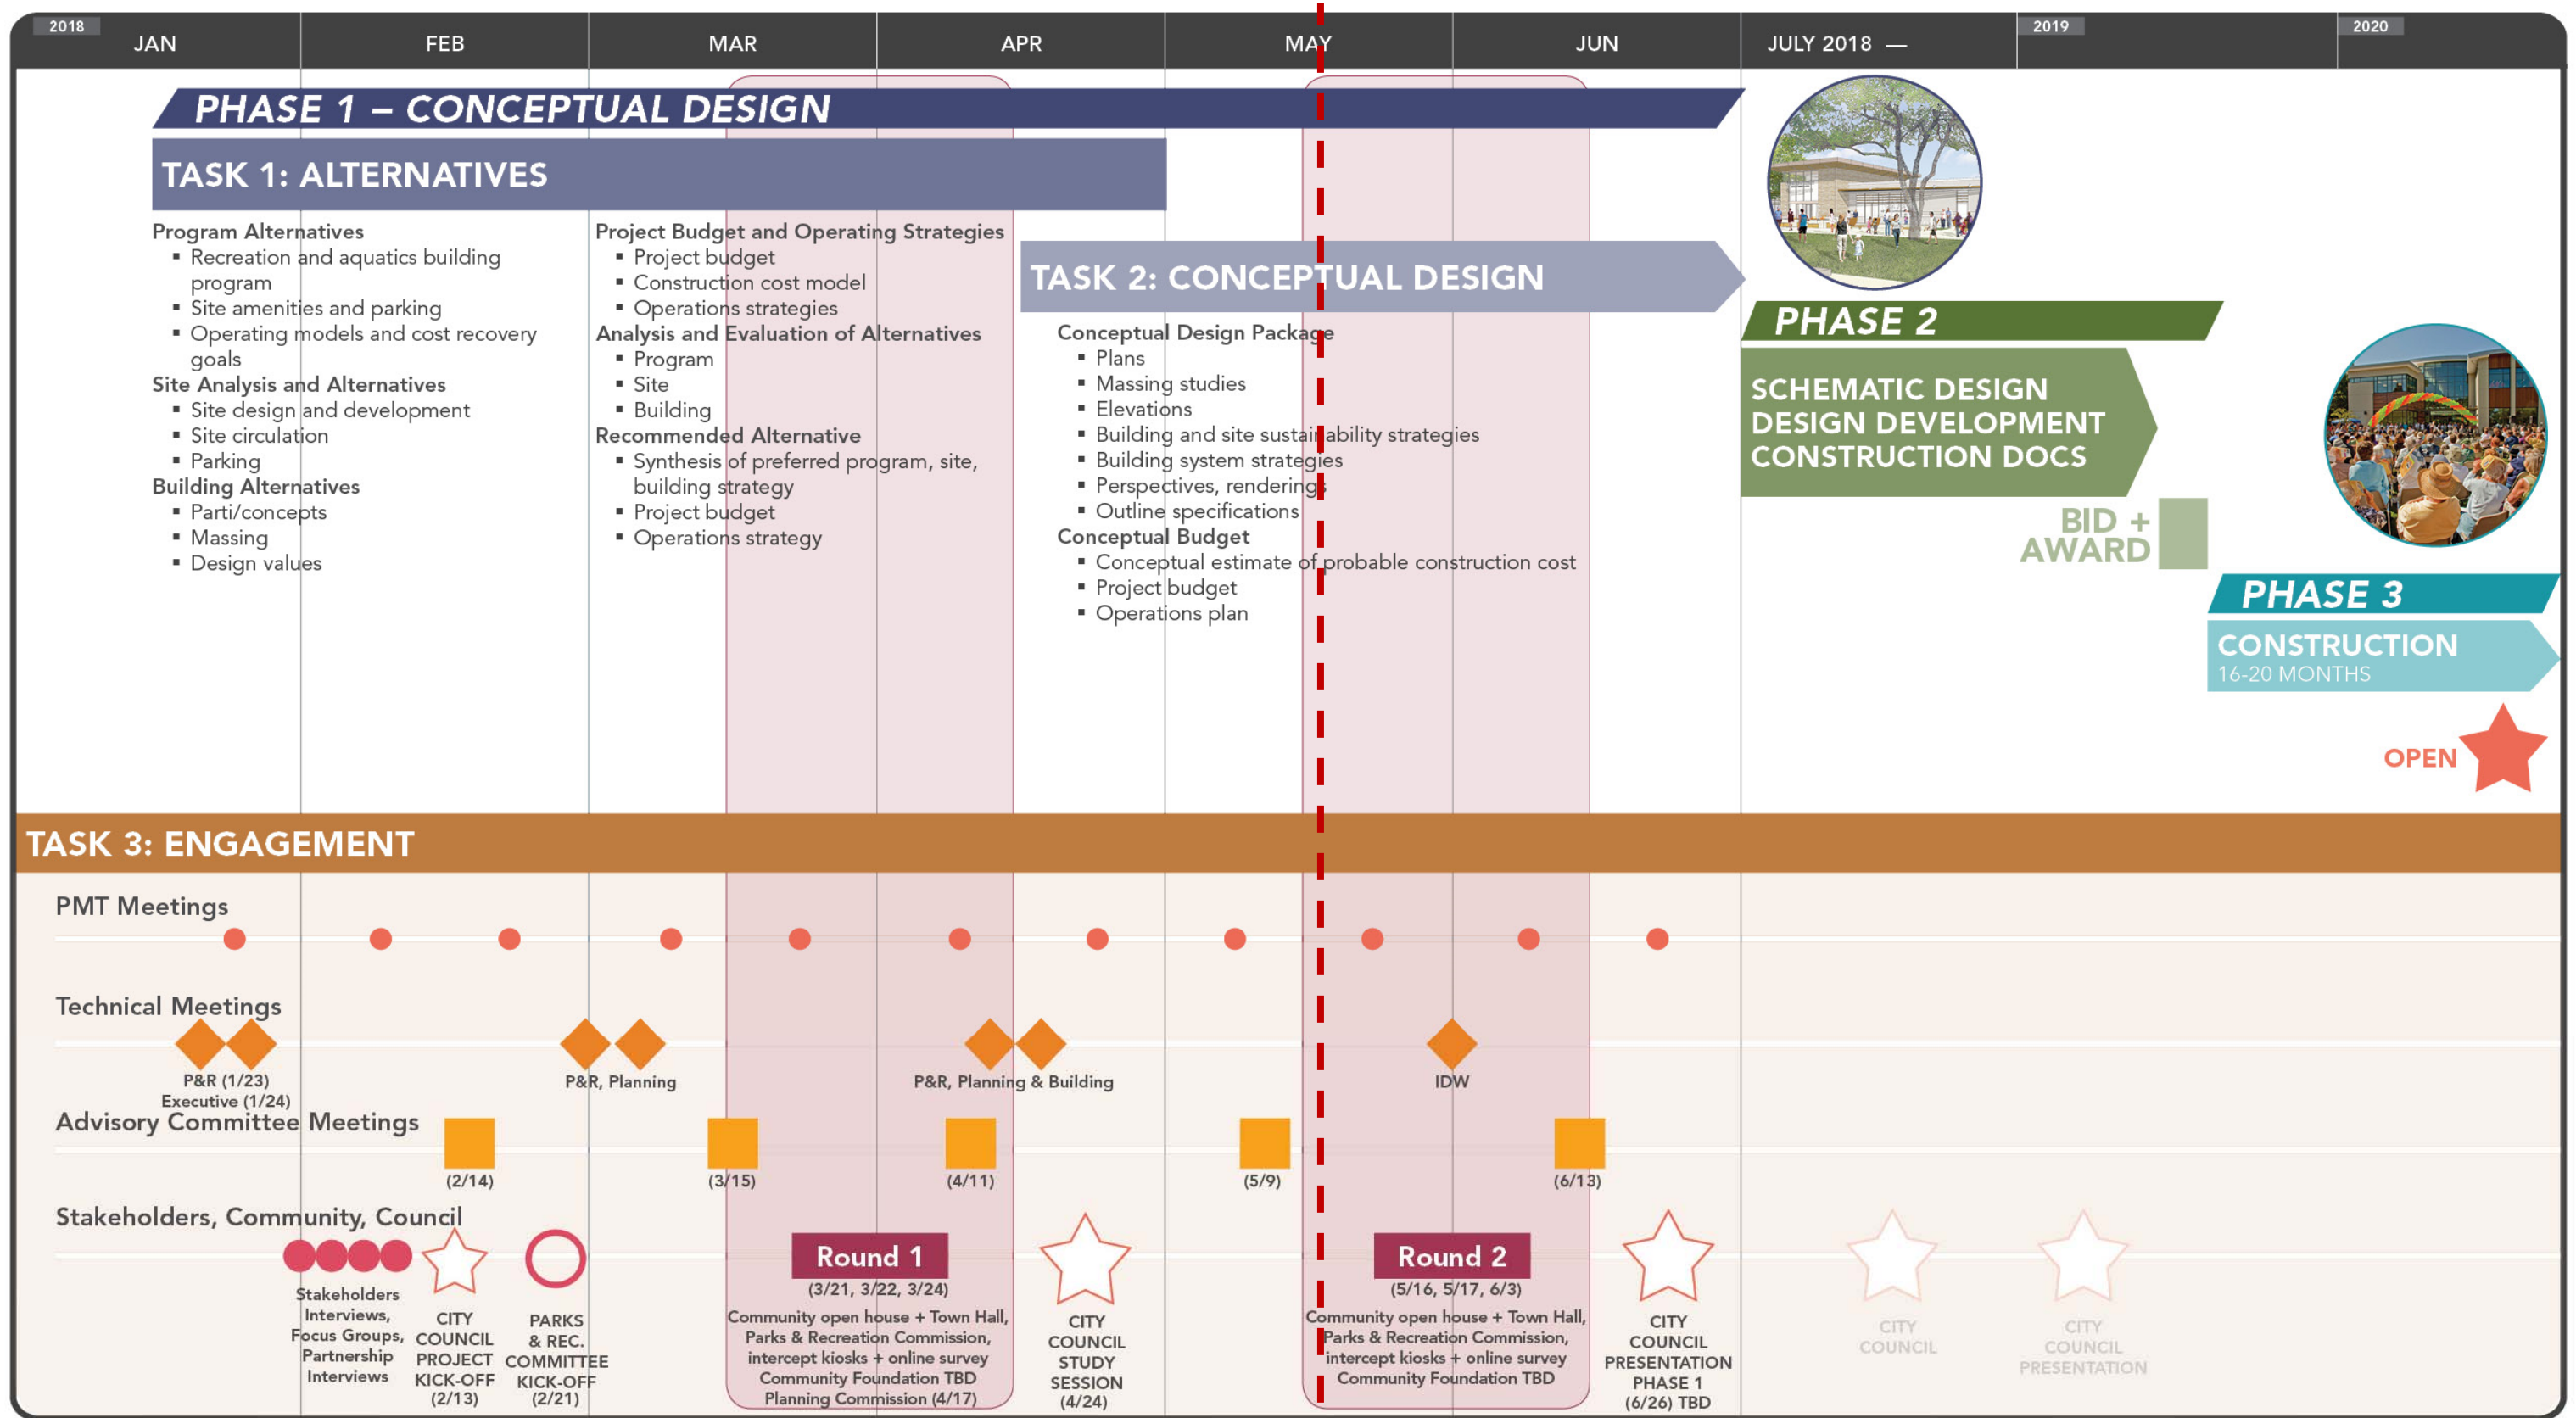 2018
JAN
FEB
MAR
APR
MAY
JUN
JULY 2018 —
2019
2020
PHASE 1 – CONCEPTUAL DESIGN
TASK 1: ALTERNATIVES
Program Alternatives
▪ Recreation and aquatics building
program
▪ Site amenities and parking
▪ Operating models and cost recovery
goals
Site Analysis and Alternatives
▪ Site design and development
▪ Site circulation
▪ Parking
Building Alternatives
▪ Parti/concepts
▪ Massing
▪ Design values
Project Budget and Operating Strategies
▪ Project budget
▪ Construction cost model
▪ Operations strategies
Analysis and Evaluation of Alternatives
▪ Program
▪ Site
▪ Building
Recommended Alternative
▪ Synthesis of preferred program, site,
building strategy
▪ Project budget
▪ Operations strategy
TASK 2: CONCEPTUAL DESIGN
Conceptual Design Package
▪ Plans
▪ Massing studies
▪ Elevations
▪ Building and site sustainability strategies
▪ Building system strategies
▪ Perspectives, renderings
▪ Outline specifications
Conceptual Budget
▪ Conceptual estimate of probable construction cost
▪ Project budget
▪ Operations plan
PHASE 2
SCHEMATIC DESIGN
DESIGN DEVELOPMENT
CONSTRUCTION DOCS
BID +
AWARD
PHASE 3
CONSTRUCTION
16-20 MONTHS
OPEN
TASK 3: ENGAGEMENT
PMT Meetings
Technical Meetings
P&R (1/23)
Executive (1/24)
P&R, Planning
P&R, Planning & Building
IDW
Advisory Committee Meetings
(2/14)
(3/15)
(4/11)
(5/9)
(6/13)
Stakeholders, Community, Council
Stakeholders
Interviews,
Focus Groups,
Partnership
Interviews
CITY
COUNCIL
PROJECT
KICK-OFF
(2/13)
PARKS
& REC.
COMMITTEE
KICK-OFF
(2/21)
Round 1
(3/21, 3/22, 3/24)
Community open house + Town Hall,
Parks & Recreation Commission,
intercept kiosks + online survey
Community Foundation TBD
Planning Commission (4/17)
CITY
COUNCIL
STUDY
SESSION
(4/24)
Round 2
(5/16, 5/17, 6/3)
Community open house + Town Hall,
Parks & Recreation Commission,
intercept kiosks + online survey
Community Foundation TBD
CITY
COUNCIL
PRESENTATION
PHASE 1
(6/26) TBD
CITY
COUNCIL
CITY
COUNCIL
PRESENTATION